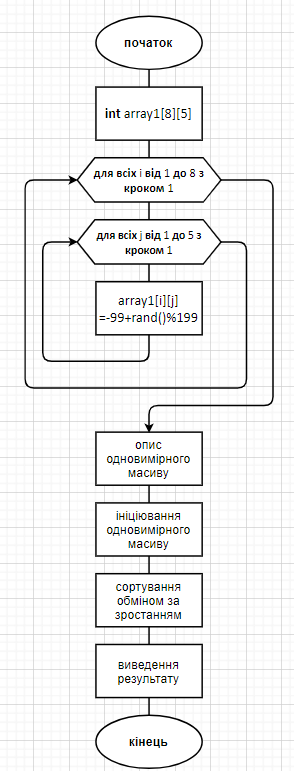 початок
int array1[8][5]
для всіх i від 1 до 8 з
кроком 1
для всіх j від 1 до 5 з
кроком 1
array1[i][j]
=-99+rand()%199
опис
одновимірного
масиву
ініціювання
одновимірного
масиву
сортування
обміном за
зростанням
виведення
результату
кінець